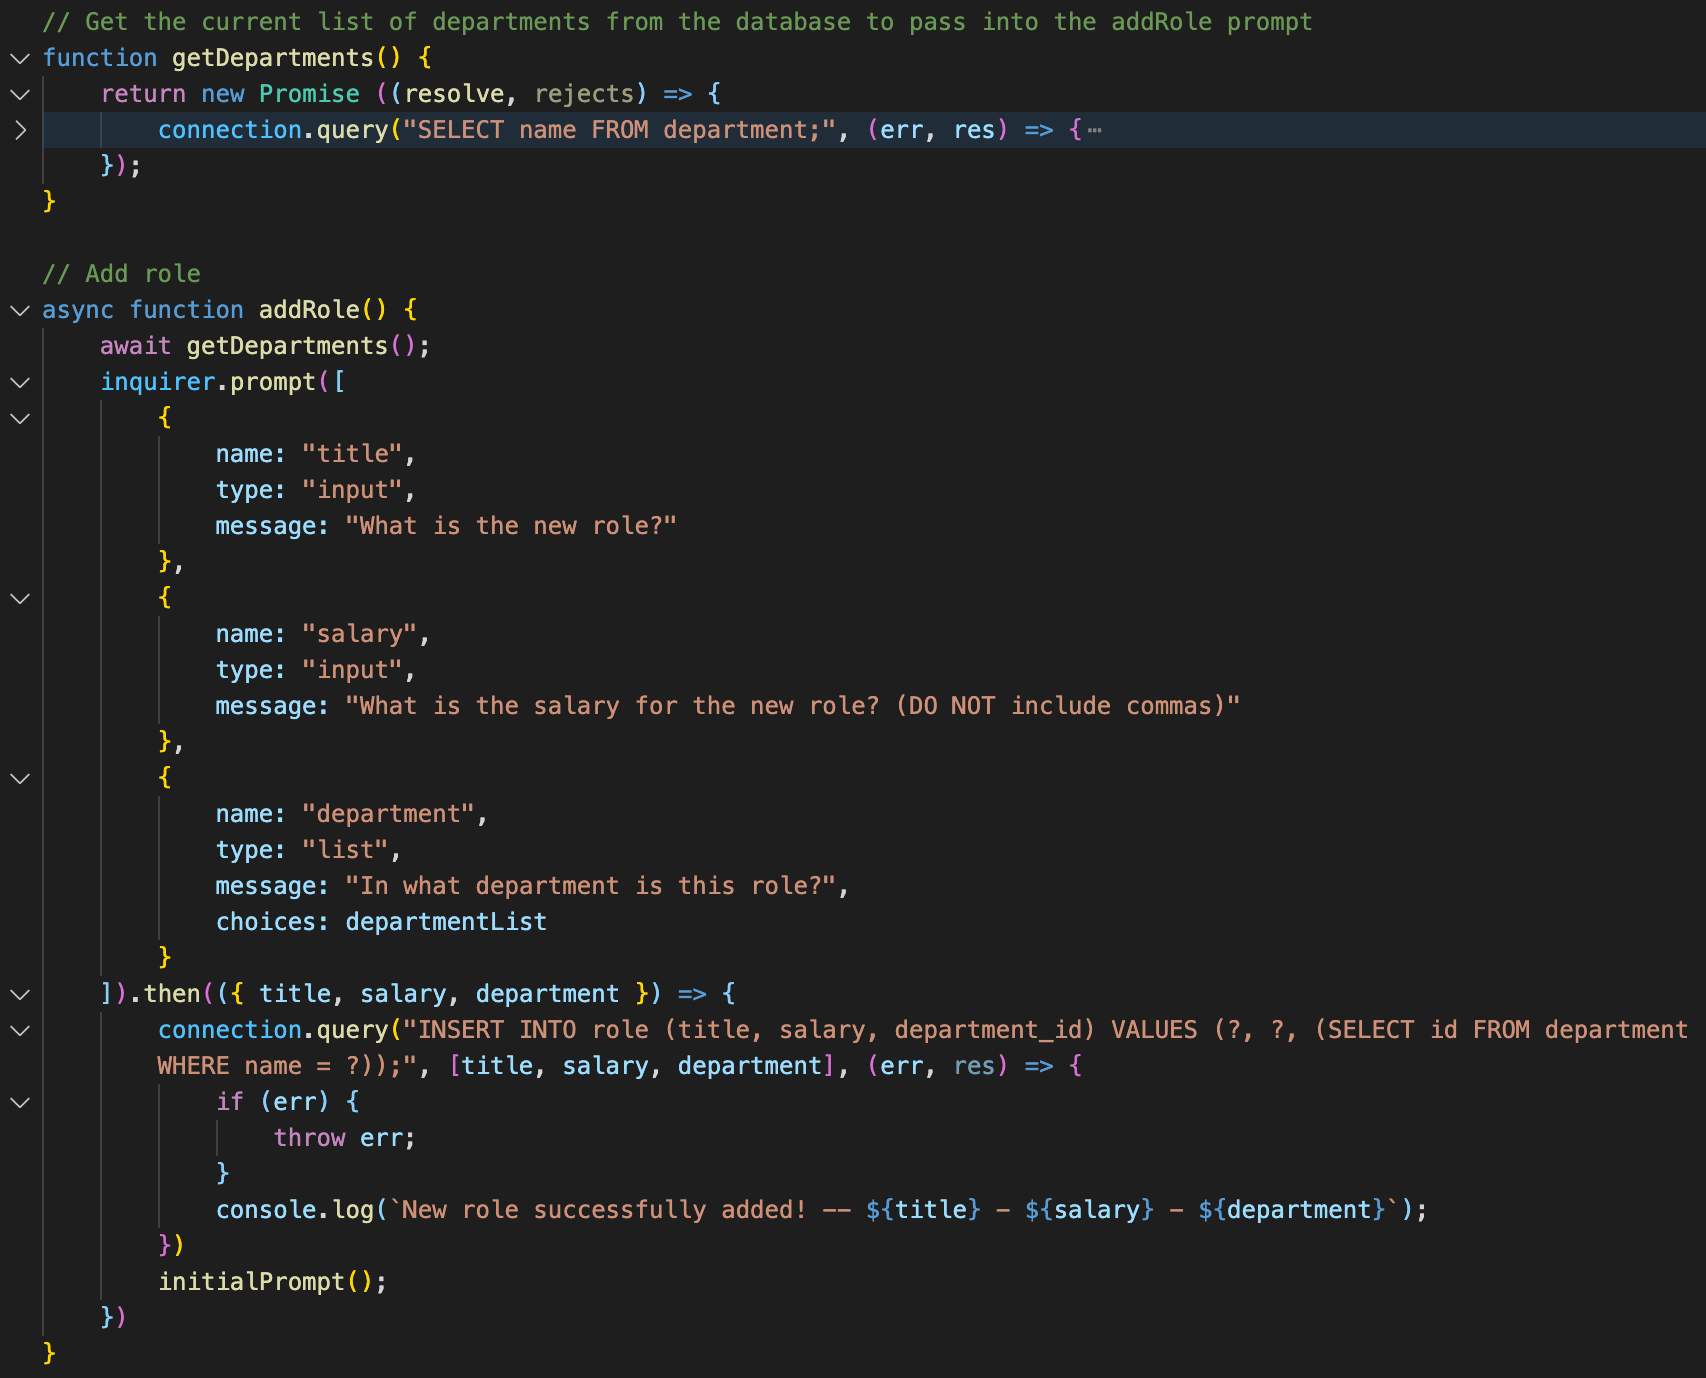 // Get the current list of departments from the database to pass into the addRole prompt
function getDepartments() {
    return new Promise ((resolve, rejects) => {
        connection.query("SELECT name FROM department;", (err, res) => {⋯
    });
}

// Add role
async function addRole() {
    await getDepartments();
    inquirer.prompt([
        {
            name: "title",
            type: "input",
            message: "What is the new role?"
        },
        {
            name: "salary",
            type: "input",
            message: "What is the salary for the new role? (DO NOT include commas)"
        },
        {
            name: "department",
            type: "list",
            message: "In what department is this role?",
            choices: departmentList
        }
    ]).then(({ title, salary, department }) => {
        connection.query("INSERT INTO role (title, salary, department_id) VALUES (?, ?, (SELECT id FROM department
        WHERE name = ?));", [title, salary, department], (err, res) => {
            if (err) {
                throw err;
            }
            console.log(`New role successfully added! -- ${title} - ${salary} - ${department}`);
        })
        initialPrompt();
    })
}